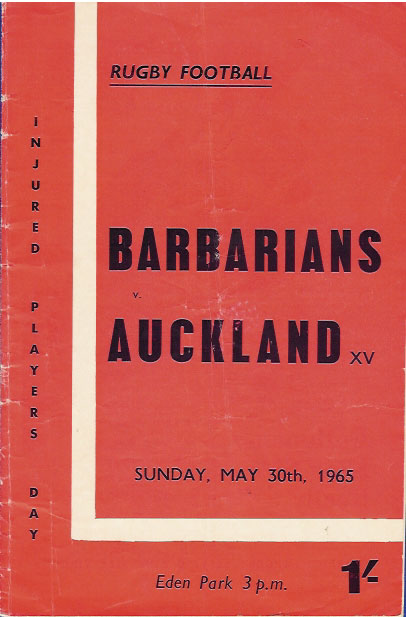 RUGBY FOOTBALL
INJURED PLAYERS DAY
BARBARIANS
v.
AUCKLAND XV
SUNDAY, MAY 30th, 1965
Eden Park 3 p.m.
1/-